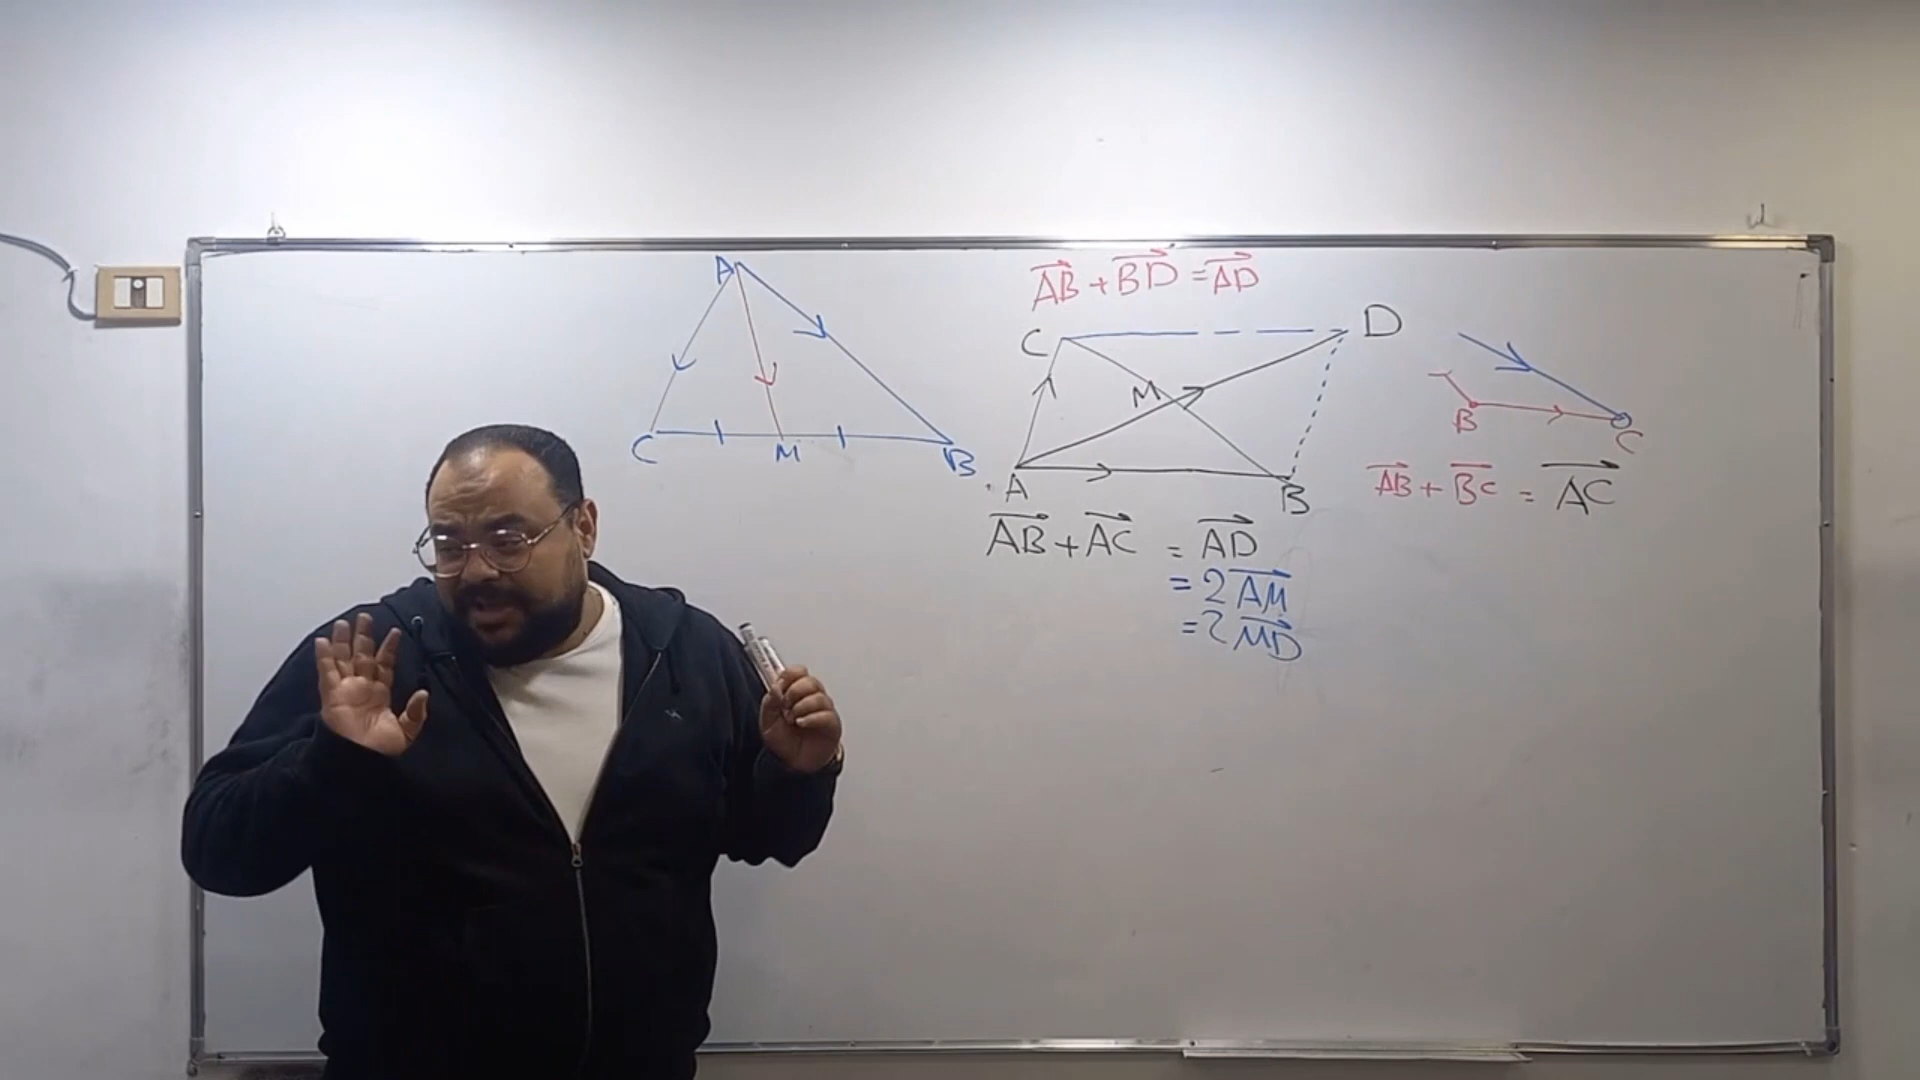 A
C M B
AB + BD = AD
C D
M
A B
AB + AC = AD
= 2 AM
= 2 MD
B C
AB + BC = AC